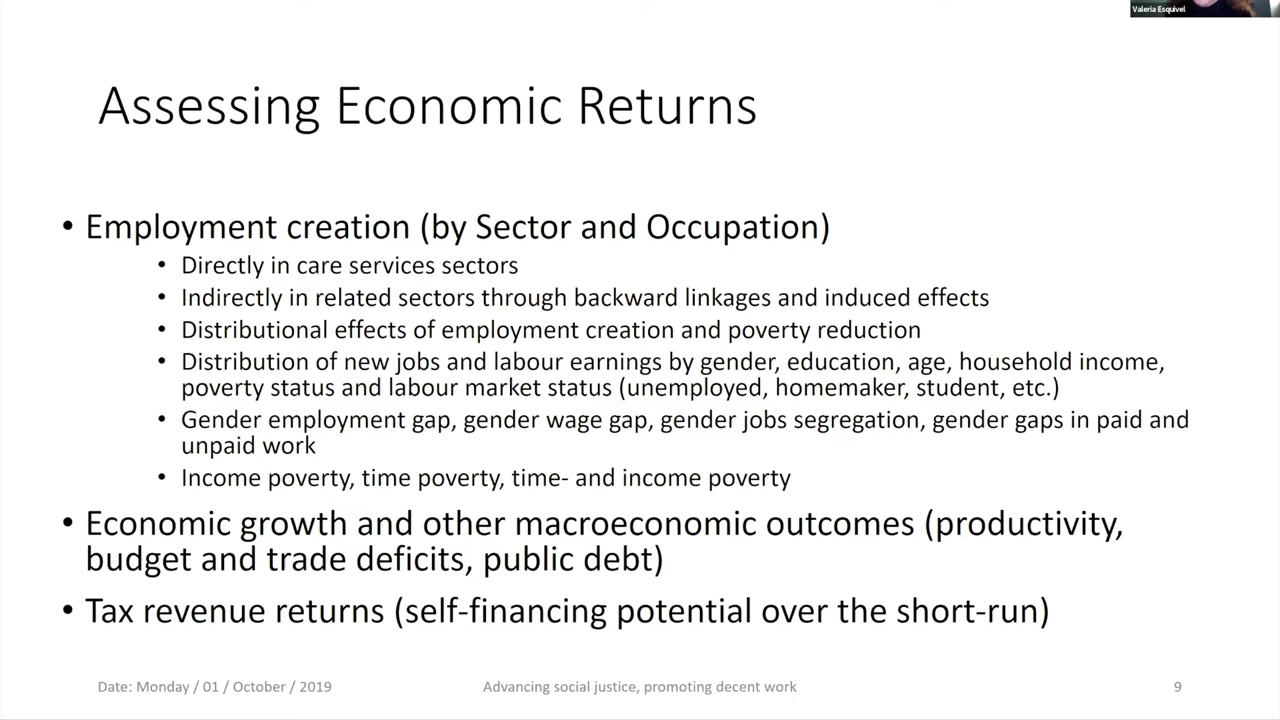 Valeria Esquivel
Assessing Economic Returns
• Employment creation (by Sector and Occupation)
• Directly in care services sectors
• Indirectly in related sectors through backward linkages and induced effects
• Distributional effects of employment creation and poverty reduction
• Distribution of new jobs and labour earnings by gender, education, age, household income,
poverty status and labour market status (unemployed, homemaker, student, etc.)
• Gender employment gap, gender wage gap, gender jobs segregation, gender gaps in paid and
unpaid work
• Income poverty, time poverty, time- and income poverty
• Economic growth and other macroeconomic outcomes (productivity,
budget and trade deficits, public debt)
• Tax revenue returns (self-financing potential over the short-run)
Date: Monday / 01 / October / 2019
Advancing social justice, promoting decent work
9